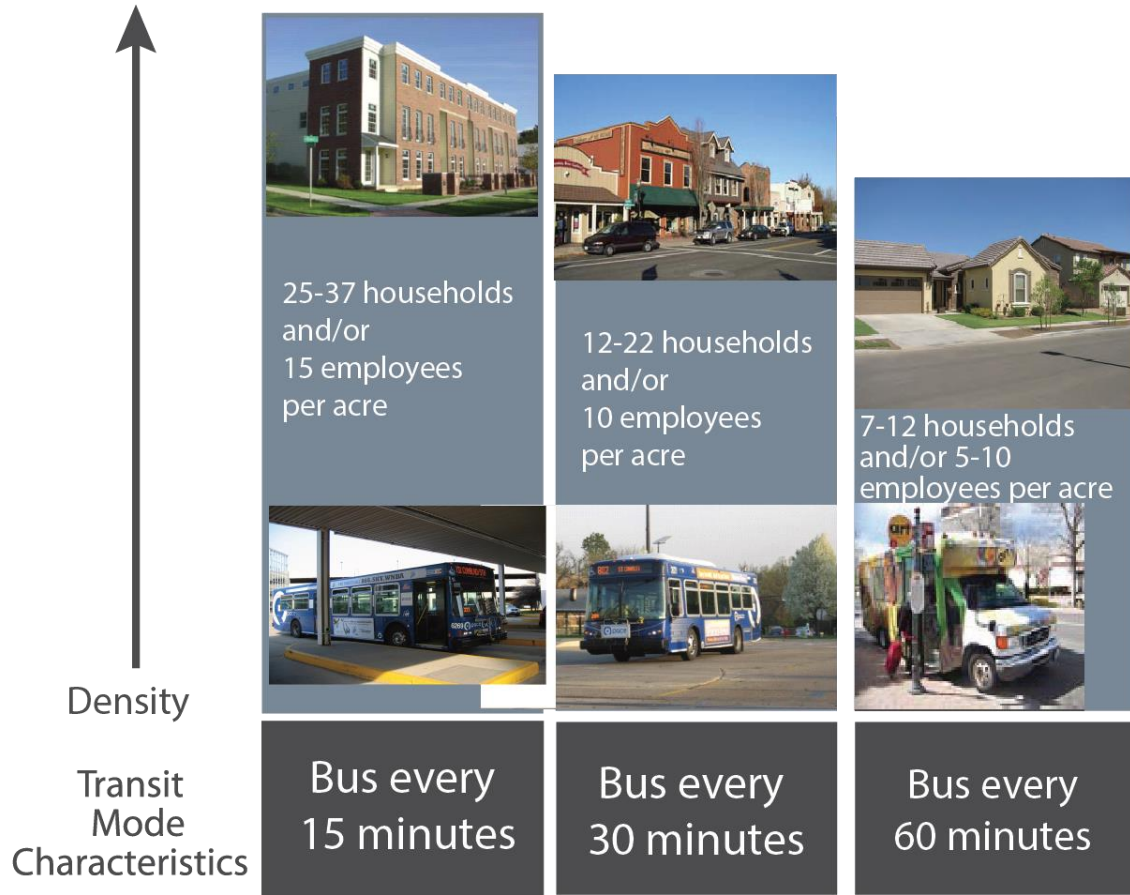 25-37 households
and/or
15 employees
per acre
12-22 households
and/or
10 employees
per acre
7-12 households
and/or 5-10
employees per acre
Density
Transit
Mode
Characteristics
Bus every
15 minutes
Bus every
30 minutes
Bus every
60 minutes